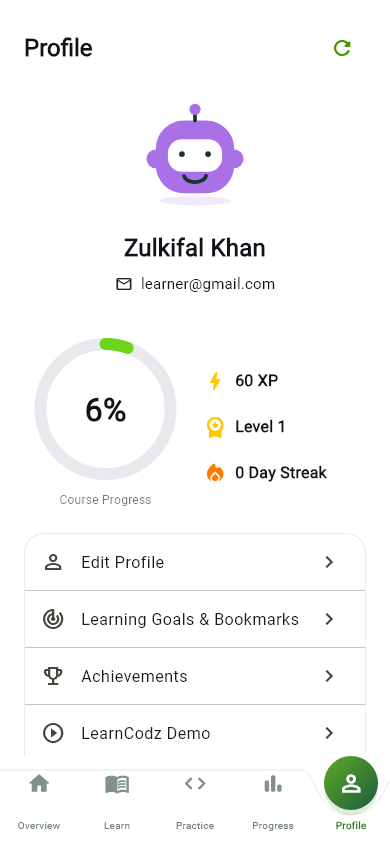 Profile
Zulkifal Khan
learner@gmail.com
6%
Course Progress
60 XP
Level 1
0 Day Streak
Edit Profile
Learning Goals & Bookmarks
Achievements
LearnCodz Demo
Overview
Learn
Practice
Progress
Profile